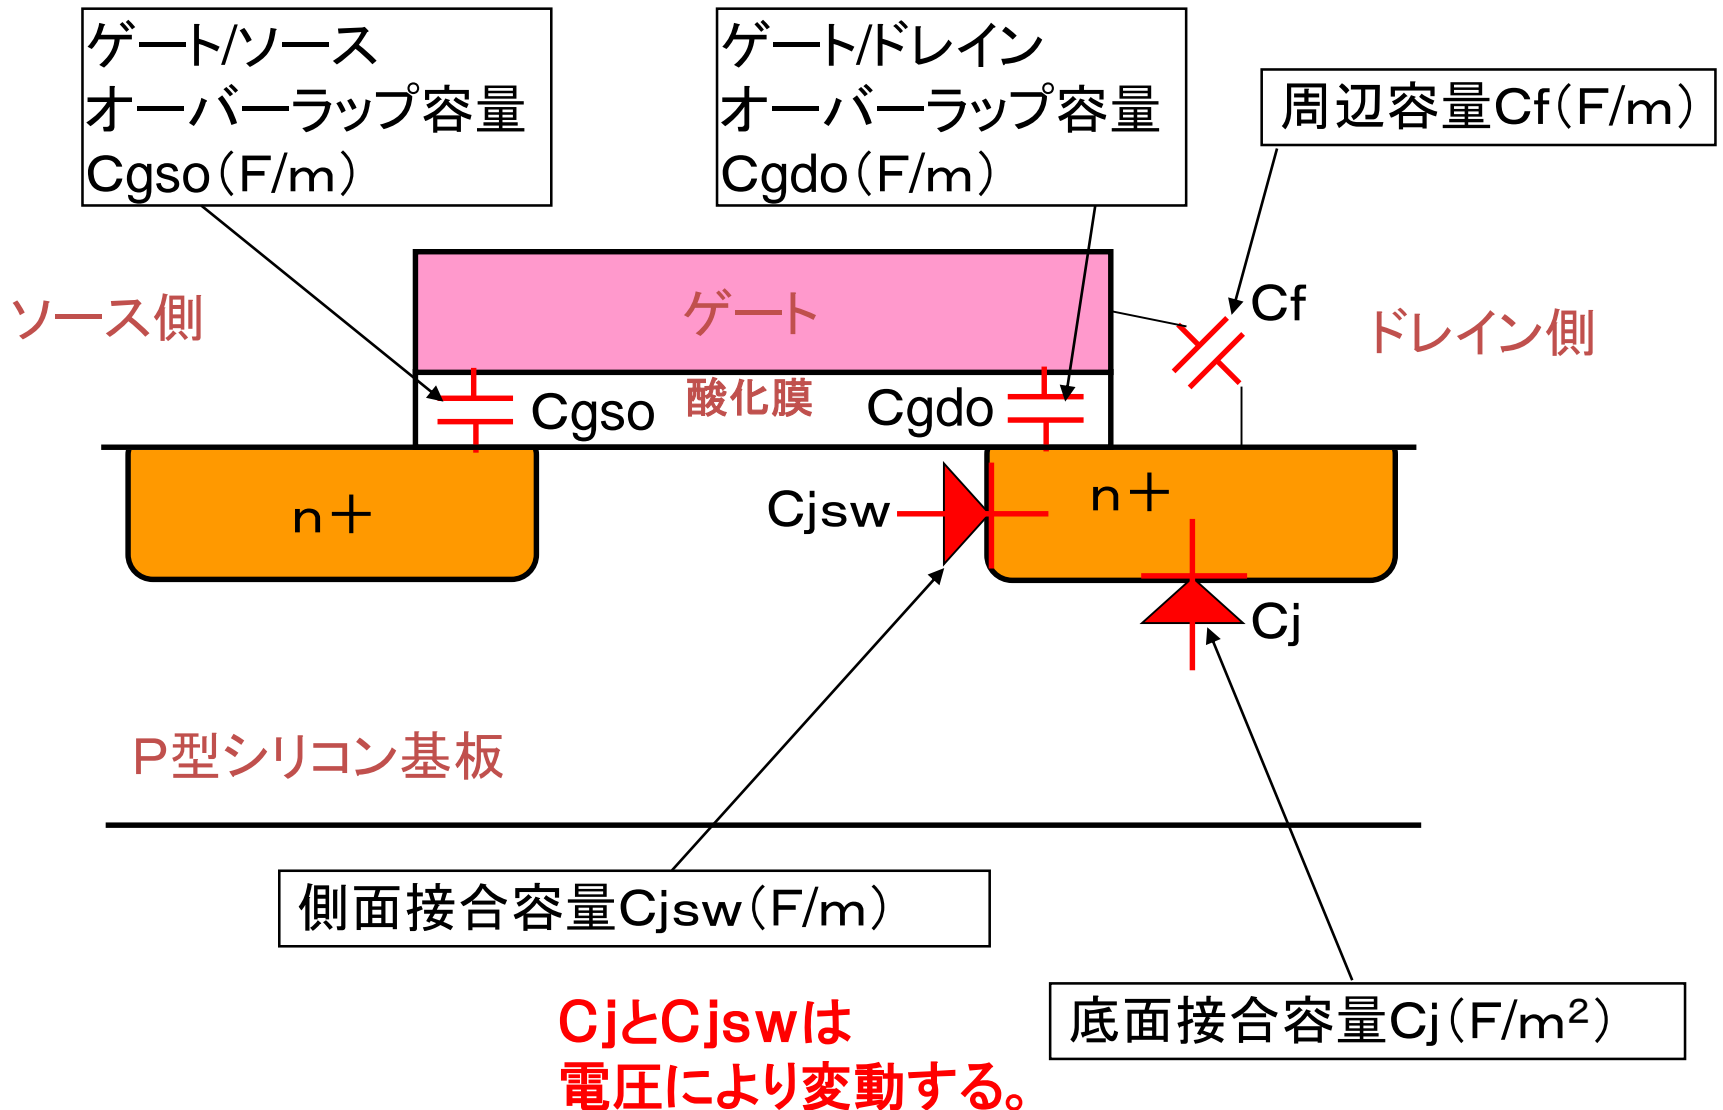 ゲート/ソース
オーバーラップ容量
Cgso(F/m)
ゲート/ドレイン
オーバーラップ容量
Cgdo(F/m)
周辺容量Cf(F/m)
ソース側
ゲート
Cf
ドレイン側
酸化膜
Cgso
Cgdo
n+
Cjsw
n+
Cj
P型シリコン基板
側面接合容量Cjsw(F/m)
底面接合容量Cj(F/m²)
CjとCjswは
電圧により変動する。